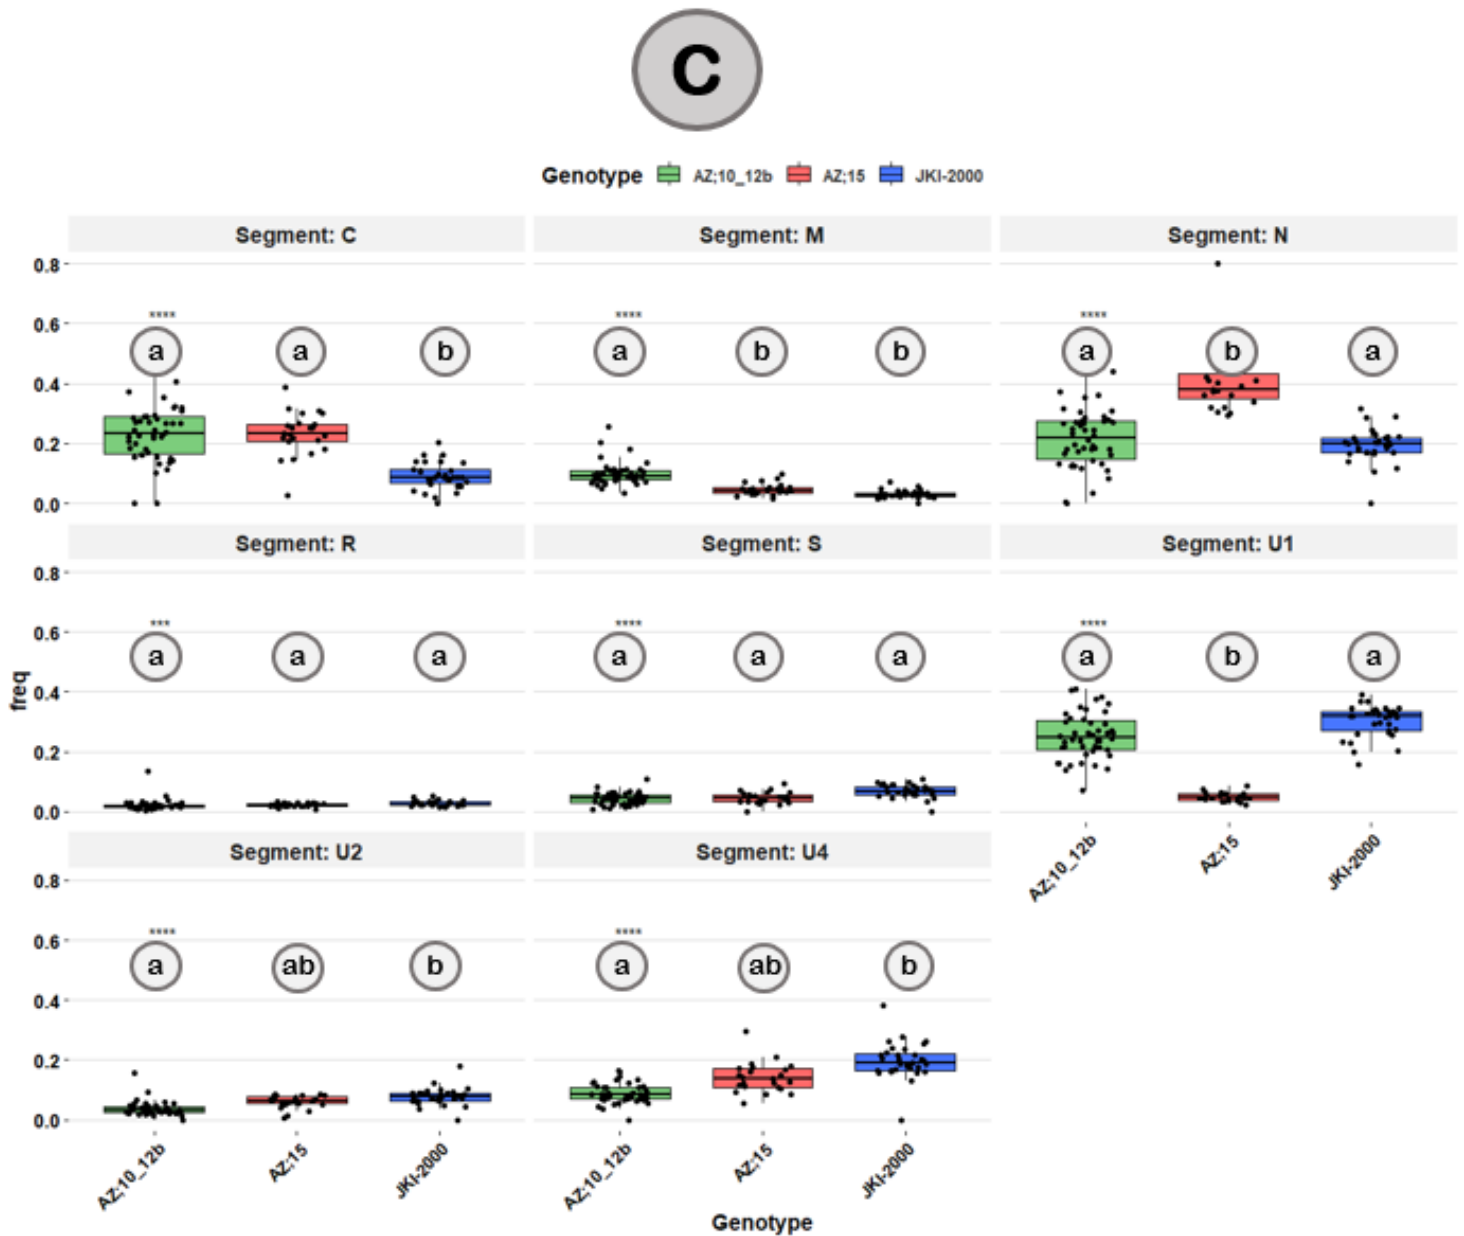 C
Genotype AZ;10_12b AZ;15 JKI-2000
Segment: C Segment: M Segment: N
0.8
0.6 **** **** ****
a a b a b b a b a
0.4
0.2
0.0
Segment: R Segment: S Segment: U1
0.8
0.6 *** **** ****
a a a a a a a b a
0.4
0.2
0.0
freq
AZ;10_12b AZ;15 JKI-2000
Segment: U2 Segment: U4
0.8
0.6 **** ****
a ab b a ab b
0.4
0.2
0.0
AZ;10_12b AZ;15 JKI-2000 AZ;10_12b AZ;15 JKI-2000
Genotype